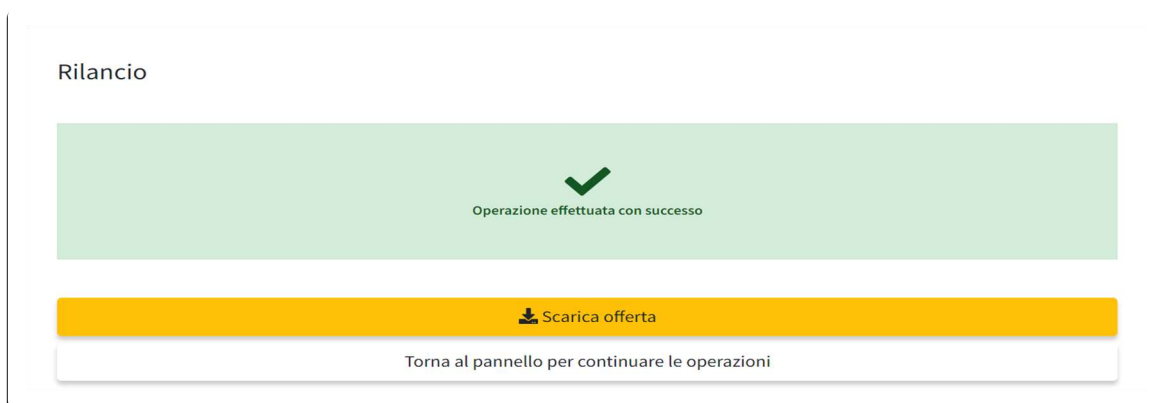 Rilancio
Operazione effettuata con successo
Scarica offerta
Torna al pannello per continuare le operazioni